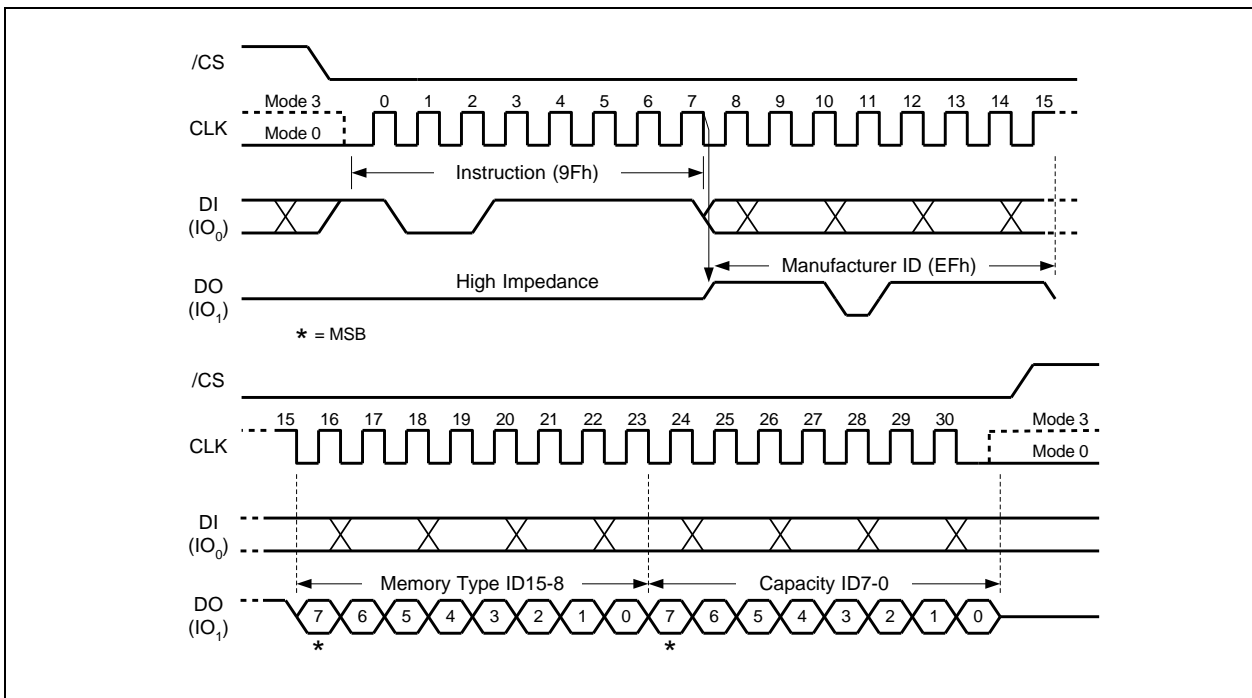 /CS
Mode 3 0 1 2 3 4 5 6 7 8 9 10 11 12 13 14 15
CLK
Mode 0
Instruction (9Fh)
DI
(IO0)
Manufacturer ID (EFh)
High Impedance
DO
(IO1)
* = MSB
/CS
15 16 17 18 19 20 21 22 23 24 25 26 27 28 29 30 Mode 3
CLK
Mode 0
DI
(IO0)
Memory Type ID15-8 Capacity ID7-0
DO
(IO1)
7 6 5 4 3 2 1 0 7 6 5 4 3 2 1 0
* *